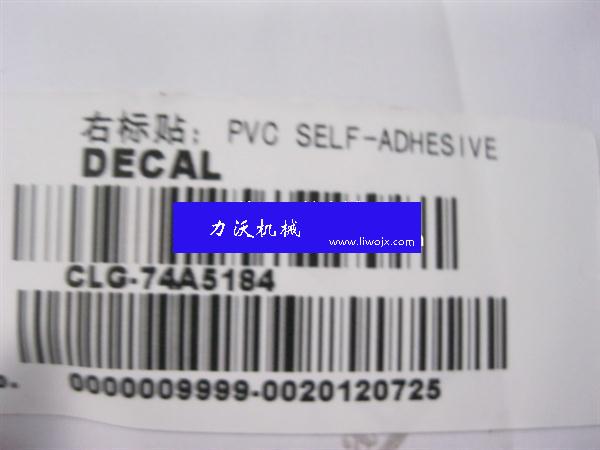 右标贴: PVC SELF-ADHESIVE
DECAL
力沃机械
www.liwojx.com
CLG-74A5184
0000009999-0020120725